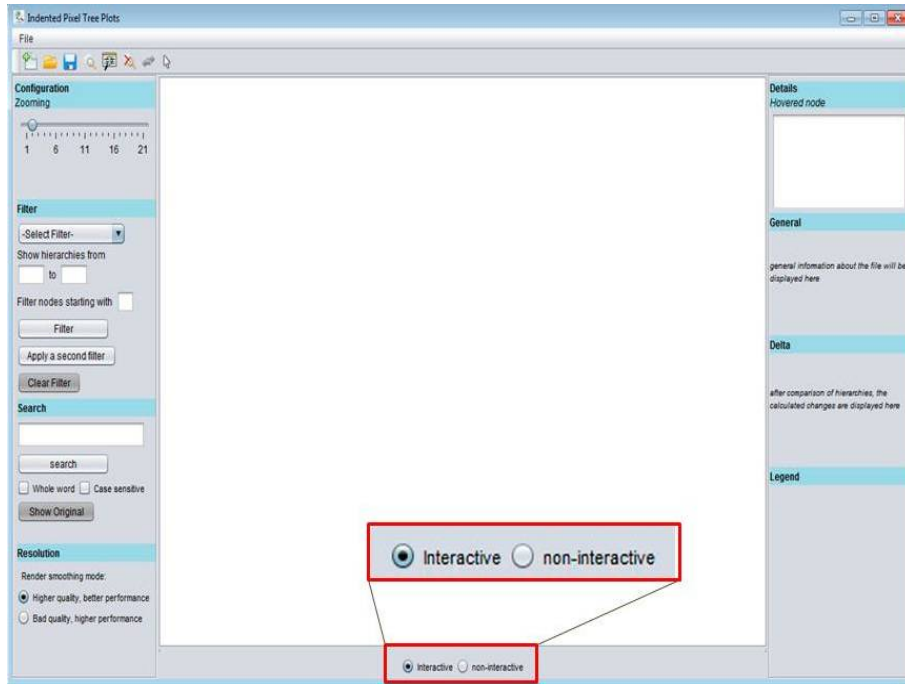 Indented Pixel Tree Plots
File
Configuration
Zooming
1 6 11 16 21
Filter
-Select Filter-
Show hierarchies from
to
Filter nodes starting with
Filter
Apply a second filter
Clear Filter
Search
search
Whole word Case sensitive
Show Original
Resolution
Render smoothing mode:
Higher quality, better performance
Bad quality, higher performance
Interactive non-interactive
Interactive non-interactive
Details
Hovered node
General
general infomation about the file will be
displayed here
Delta
after comparison of hierarchies, the
calculated changes are displayed here
Legend